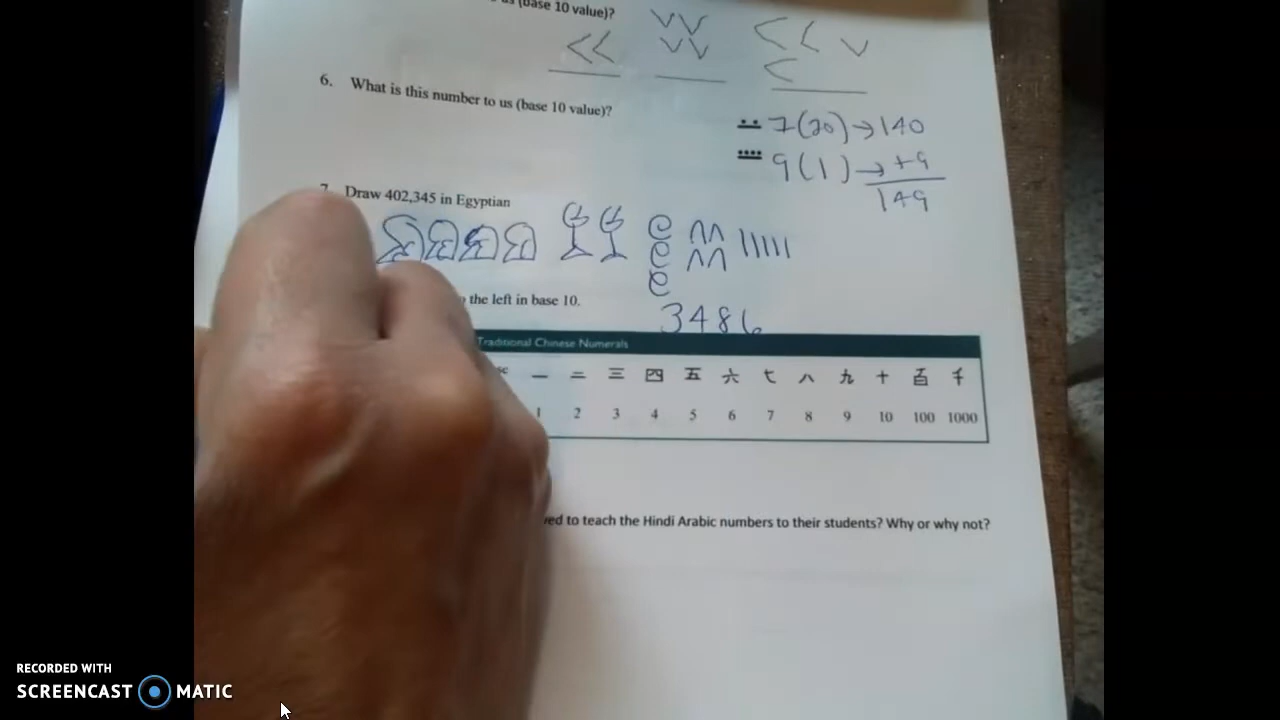 (base 10 value)?
6. What is this number to us (base 10 value)?
7(20)→140
9(1)→+9
149
Draw 402,345 in Egyptian
the left in base 10.
3486
Traditional Chinese Numerals
一 二 三 四 五 六 七 八 九 十 百 千
1 2 3 4 5 6 7 8 9 10 100 1000
to teach the Hindi Arabic numbers to their students? Why or why not?
RECORDED WITH
SCREENCAST MATIC